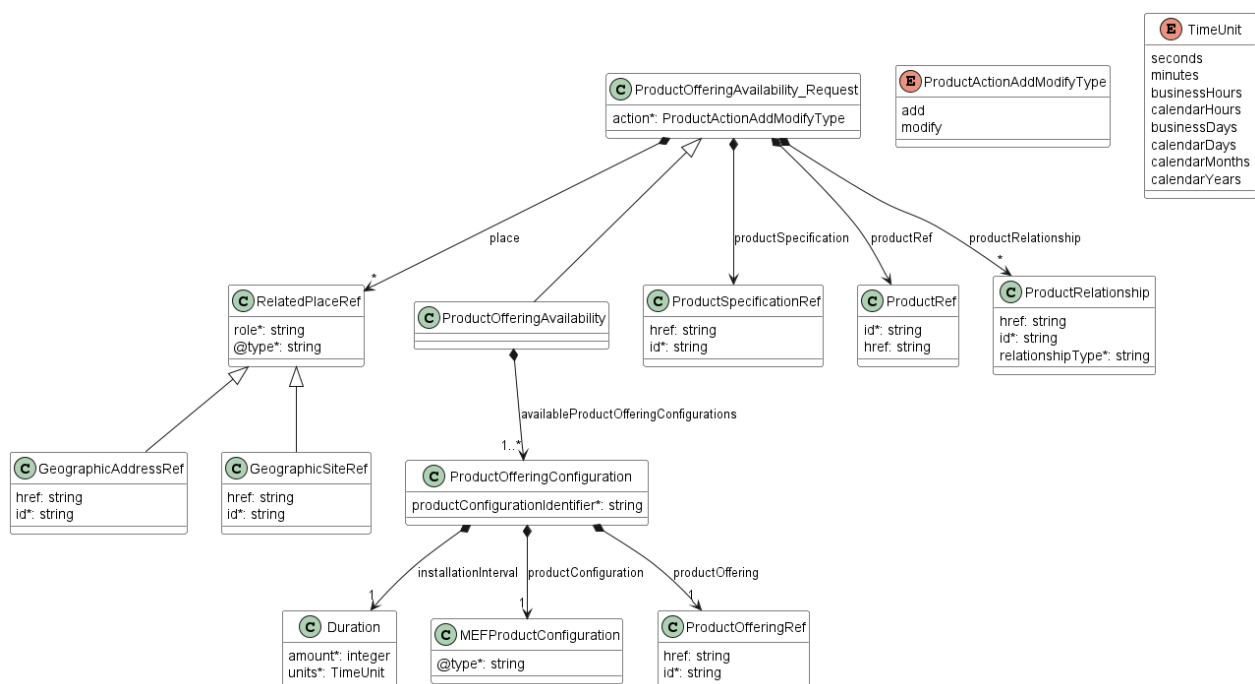 E TimeUnit
seconds
minutes
businessHours
calendarHours
businessDays
calendarDays
calendarMonths
calendarYears
C ProductOfferingAvailability_Request
action*: ProductActionAddModifyType
E ProductActionAddModifyType
add
modify
place
productSpecification
productRef
productRelationship
*
*
C RelatedPlaceRef
role*: string
@type*: string
C ProductOfferingAvailability
C ProductSpecificationRef
href: string
id*: string
C ProductRef
id*: string
href: string
C ProductRelationship
href: string
id*: string
relationshipType*: string
availableProductOfferingConfigurations
1..*
C GeographicAddressRef
href: string
id*: string
C GeographicSiteRef
href: string
id*: string
C ProductOfferingConfiguration
productConfigurationIdentifier*: string
installationInterval
productConfiguration
productOffering
1
1
1
C Duration
amount*: integer
units*: TimeUnit
C MEFProductConfiguration
@type*: string
C ProductOfferingRef
href: string
id*: string